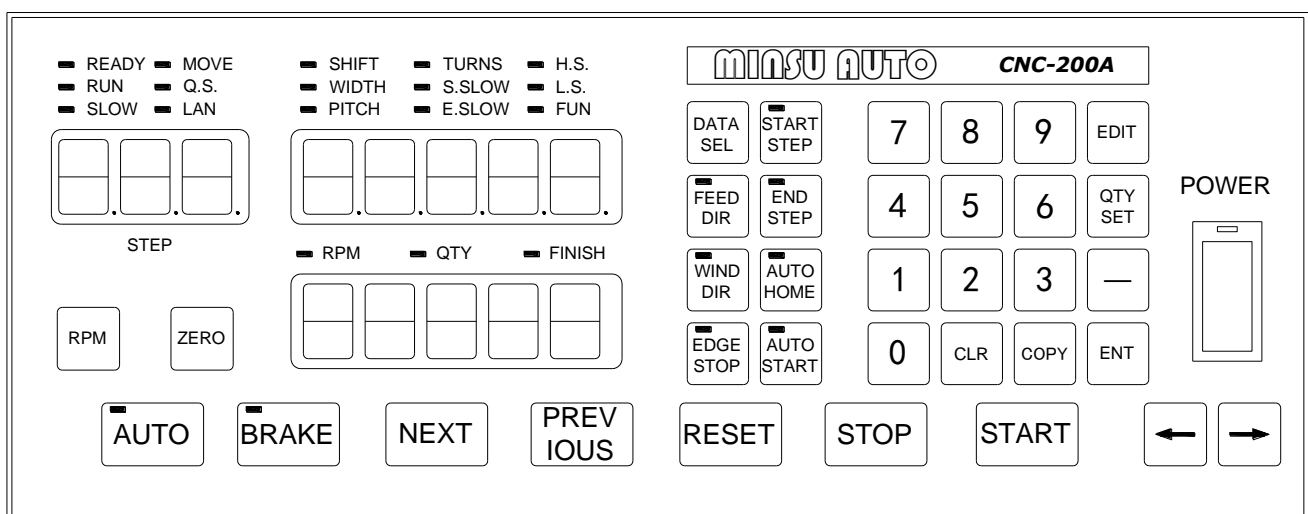 MINSU AUTO CNC-200A
READY MOVE SHIFT TURNS H.S.
RUN Q.S. WIDTH S.SLOW L.S.
SLOW LAN PITCH E.SLOW FUN
STEP
RPM QTY FINISH
RPM ZERO
DATA
SEL
START
STEP
7 8 9 EDIT
FEED
DIR
END
STEP
4 5 6 QTY
SET
WIND
DIR
AUTO
HOME
1 2 3 —
EDGE
STOP
AUTO
START
0 CLR COPY ENT
POWER
AUTO BRAKE NEXT PREV
IOUS
RESET STOP START ← →